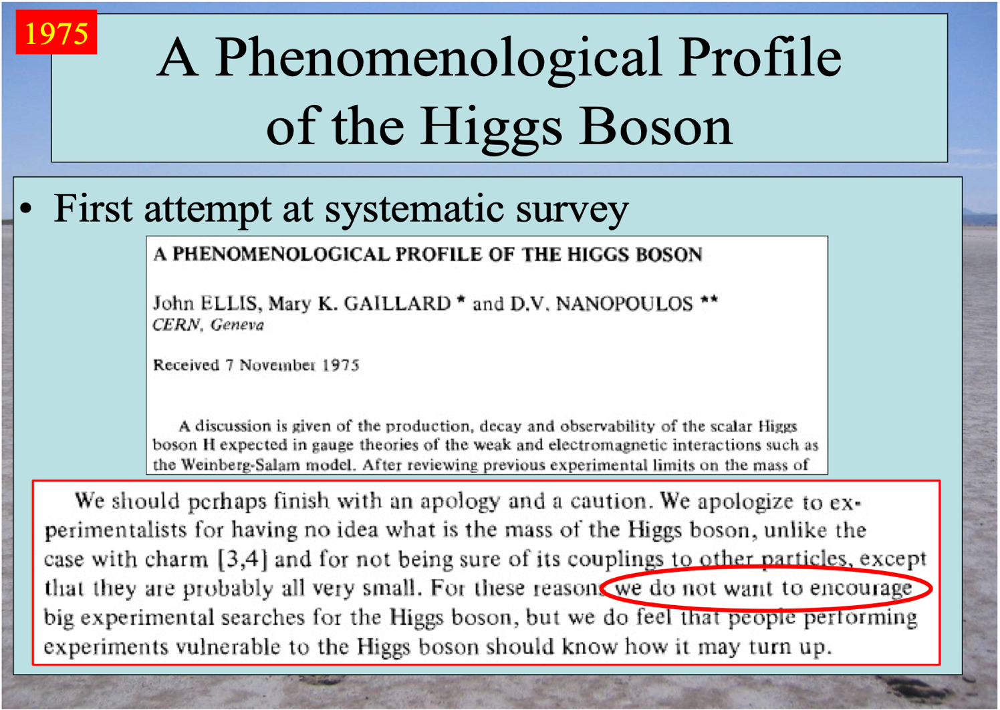 1975
A Phenomenological Profile
of the Higgs Boson
• First attempt at systematic survey
A PHENOMENOLOGICAL PROFILE OF THE HIGGS BOSON
John ELLIS, Mary K. GAILLARD * and D.V. NANOPOULOS **
CERN, Geneva
Received 7 November 1975
A discussion is given of the production, decay and observability of the scalar Higgs
boson H expected in gauge theories of the weak and electromagnetic interactions such as
the Weinberg-Salam model. After reviewing previous experimental limits on the mass of
We should perhaps finish with an apology and a caution. We apologize to ex-
perimentalists for having no idea what is the mass of the Higgs boson, unlike the
case with charm [3,4] and for not being sure of its couplings to other particles, except
that they are probably all very small. For these reasons we do not want to encourage
big experimental searches for the Higgs boson, but we do feel that people performing
experiments vulnerable to the Higgs boson should know how it may turn up.